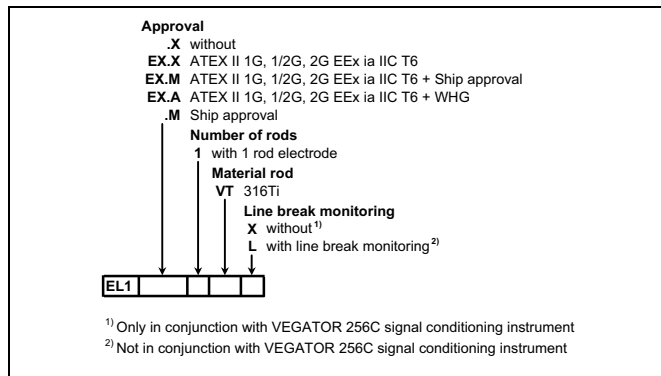 Approval
.X without
EX.X ATEX II 1G, 1/2G, 2G EEx ia IIC T6
EX.M ATEX II 1G, 1/2G, 2G EEx ia IIC T6 + Ship approval
EX.A ATEX II 1G, 1/2G, 2G EEx ia IIC T6 + WHG
.M Ship approval
Number of rods
1 with 1 rod electrode
Material rod
VT 316Ti
Line break monitoring
X without 1)
L with line break monitoring 2)
EL1
1) Only in conjunction with VEGATOR 256C signal conditioning instrument
2) Not in conjunction with VEGATOR 256C signal conditioning instrument